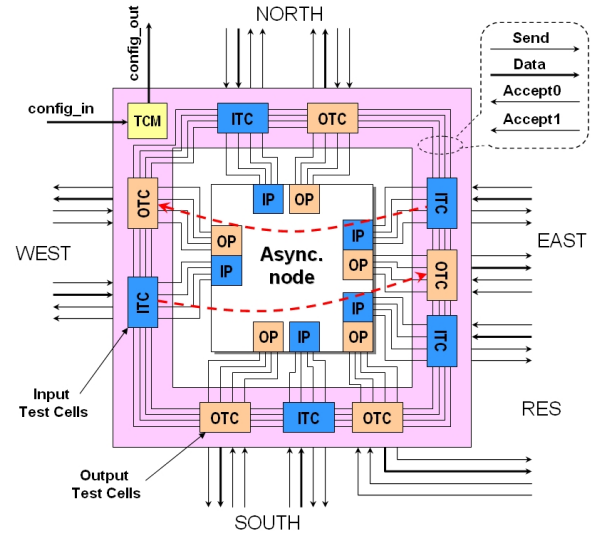 NORTH
config_out
Send
Data
Accept0
Accept1
config_in
TCM
ITC
OTC
OTC
IP
OP
ITC
WEST
OP
IP
Async.
node
IP
OP
EAST
OTC
ITC
IP
OP
ITC
OP
IP
Input
Test Cells
OTC
ITC
OTC
RES
Output
Test Cells
SOUTH